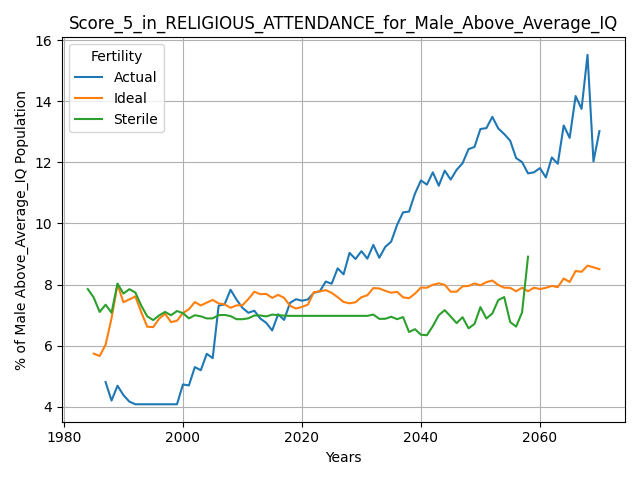 Score_5_in_RELIGIOUS_ATTENDANCE_for_Male_Above_Average_IQ
% of Male Above_Average_IQ Population
16
14
12
10
8
6
4
Fertility
Actual
Ideal
Sterile
1980
2000
2020
2040
2060
Years